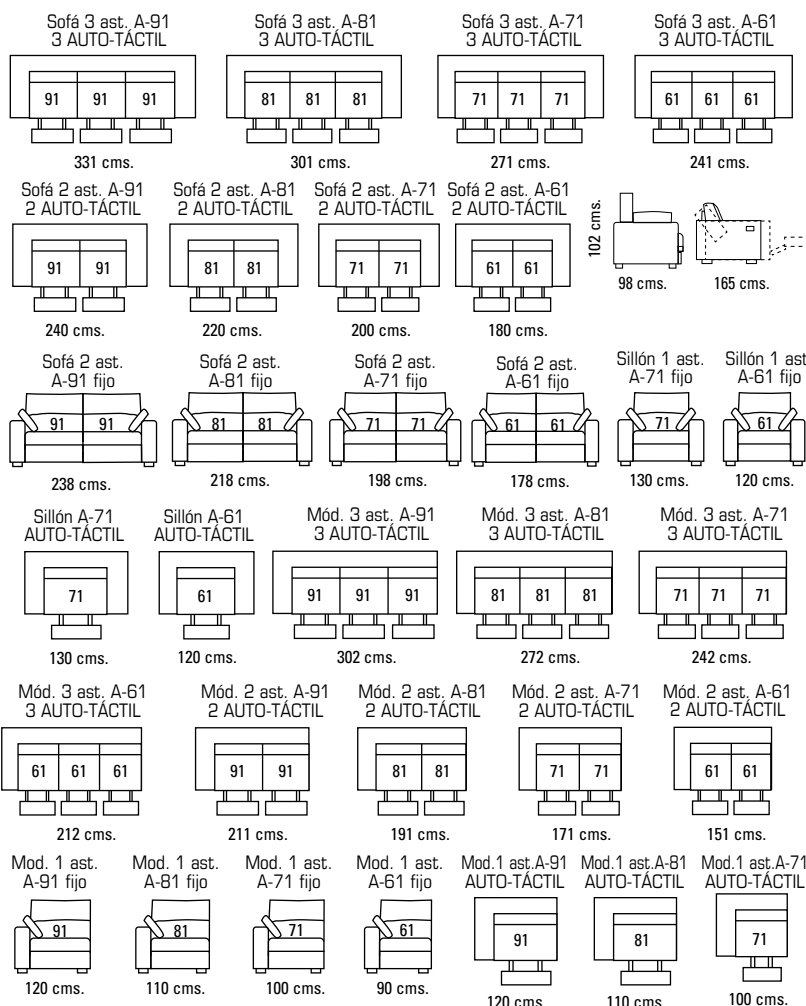 Sofá 3 ast. A-91
3 AUTO-TÁCTIL
91 91 91
331 cms.
Sofá 3 ast. A-81
3 AUTO-TÁCTIL
81 81 81
301 cms.
Sofá 3 ast. A-71
3 AUTO-TÁCTIL
71 71 71
271 cms.
Sofá 3 ast. A-61
3 AUTO-TÁCTIL
61 61 61
241 cms.
Sofá 2 ast. A-91
2 AUTO-TÁCTIL
91 91
240 cms.
Sofá 2 ast. A-81
2 AUTO-TÁCTIL
81 81
220 cms.
Sofá 2 ast. A-71
2 AUTO-TÁCTIL
71 71
200 cms.
Sofá 2 ast. A-61
2 AUTO-TÁCTIL
61 61
180 cms.
102 cms.
98 cms.
165 cms.
Sofá 2 ast.
A-91 fijo
91 91
238 cms.
Sofá 2 ast.
A-81 fijo
81 81
218 cms.
Sofá 2 ast.
A-71 fijo
71 71
198 cms.
Sofá 2 ast.
A-61 fijo
61 61
178 cms.
Sillón 1 ast.
A-71 fijo
71
130 cms.
Sillón 1 ast
A-61 fijo
61
120 cms.
Sillón A-71
AUTO-TÁCTIL
71
130 cms.
Sillón A-61
AUTO-TÁCTIL
61
120 cms.
Mód. 3 ast. A-91
3 AUTO-TÁCTIL
91 91 91
302 cms.
Mód. 3 ast. A-81
3 AUTO-TÁCTIL
81 81 81
272 cms.
Mód. 3 ast. A-71
3 AUTO-TÁCTIL
71 71 71
242 cms.
Mód. 3 ast. A-61
3 AUTO-TÁCTIL
61 61 61
212 cms.
Mód. 2 ast. A-91
2 AUTO-TÁCTIL
91 91
211 cms.
Mód. 2 ast. A-81
2 AUTO-TÁCTIL
81 81
191 cms.
Mód. 2 ast. A-71
2 AUTO-TÁCTIL
71 71
171 cms.
Mód. 2 ast. A-61
2 AUTO-TÁCTIL
61 61
151 cms.
Mod. 1 ast.
A-91 fijo
91
120 cms.
Mod. 1 ast.
A-81 fijo
81
110 cms.
Mod. 1 ast.
A-71 fijo
71
100 cms.
Mod. 1 ast.
A-61 fijo
61
90 cms.
Mod.1 ast.A-91
AUTO-TÁCTIL
91
120 cms.
Mod.1 ast.A-81
AUTO-TÁCTIL
81
110 cms.
Mod.1 ast.A-71
AUTO-TÁCTIL
71
100 cms.